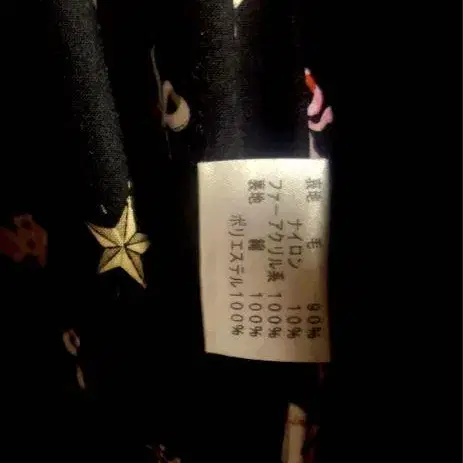 表地　毛　90%
ナイロン　10%
ファー　アクリル系　100%
裏地　綿　100%
ポリエステル100%